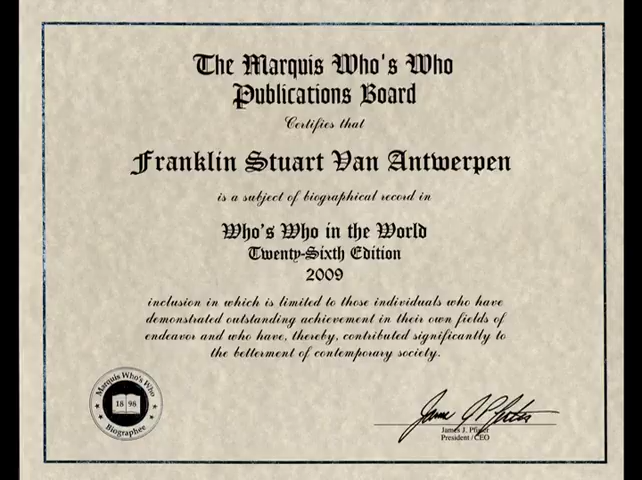 The Marquis Who's Who
Publications Board
Certifies that
Franklin Stuart Van Antwerpen
is a subject of biographical record in
Who's Who in the World
Twenty-Sixth Edition
2009
inclusion in which is limited to those individuals who have
demonstrated outstanding achievement in their own fields of
endeavor and who have, thereby, contributed significantly to
the betterment of contemporary society.
Marquis Who's Who
18 98
Biographee
James J. Pfister
President / CEO